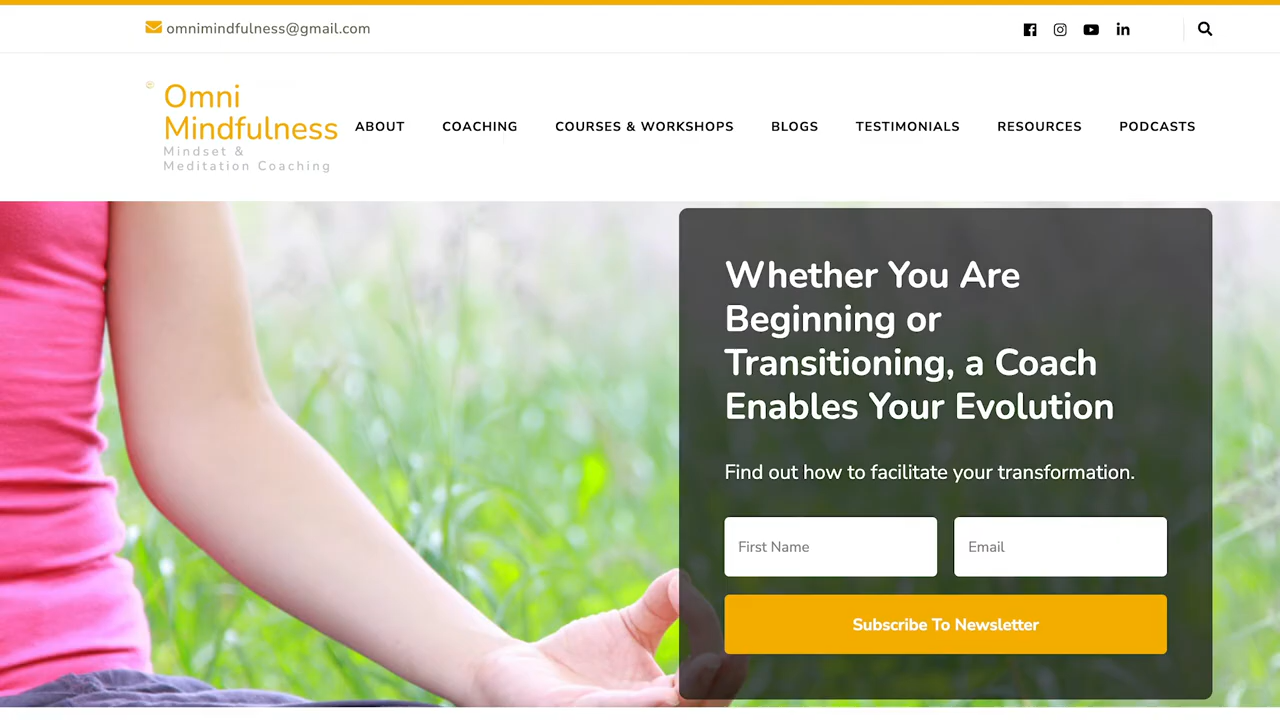 omnimindfulness@gmail.com
Omni
Mindfulness
Mindset &
Meditation Coaching
ABOUT COACHING COURSES & WORKSHOPS BLOGS TESTIMONIALS RESOURCES PODCASTS
Whether You Are
Beginning or
Transitioning, a Coach
Enables Your Evolution
Find out how to facilitate your transformation.
First Name Email
Subscribe To Newsletter